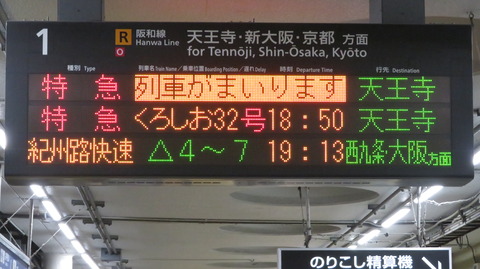 1 R 阪和線 天王寺・新大阪・京都 方面
Hanwa Line for Tennōji, Shin-Ōsaka, Kyōto
種別 Type 列車名 Train Name / 乗車位置 Boarding Position / 遅れ Delay 時刻 Departure Time 行先 Destination
特急 列車がまいります 天王寺
特急 くろしお32号 18:50 天王寺
紀州路快速 △4〜7 19:13 西九条・大阪方面
のりこし精算機